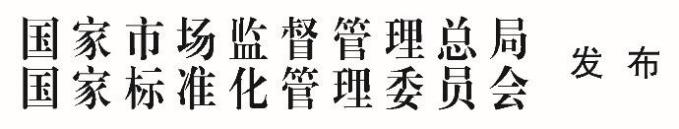 国家市场监督管理总局
国家标准化管理委员会
发布